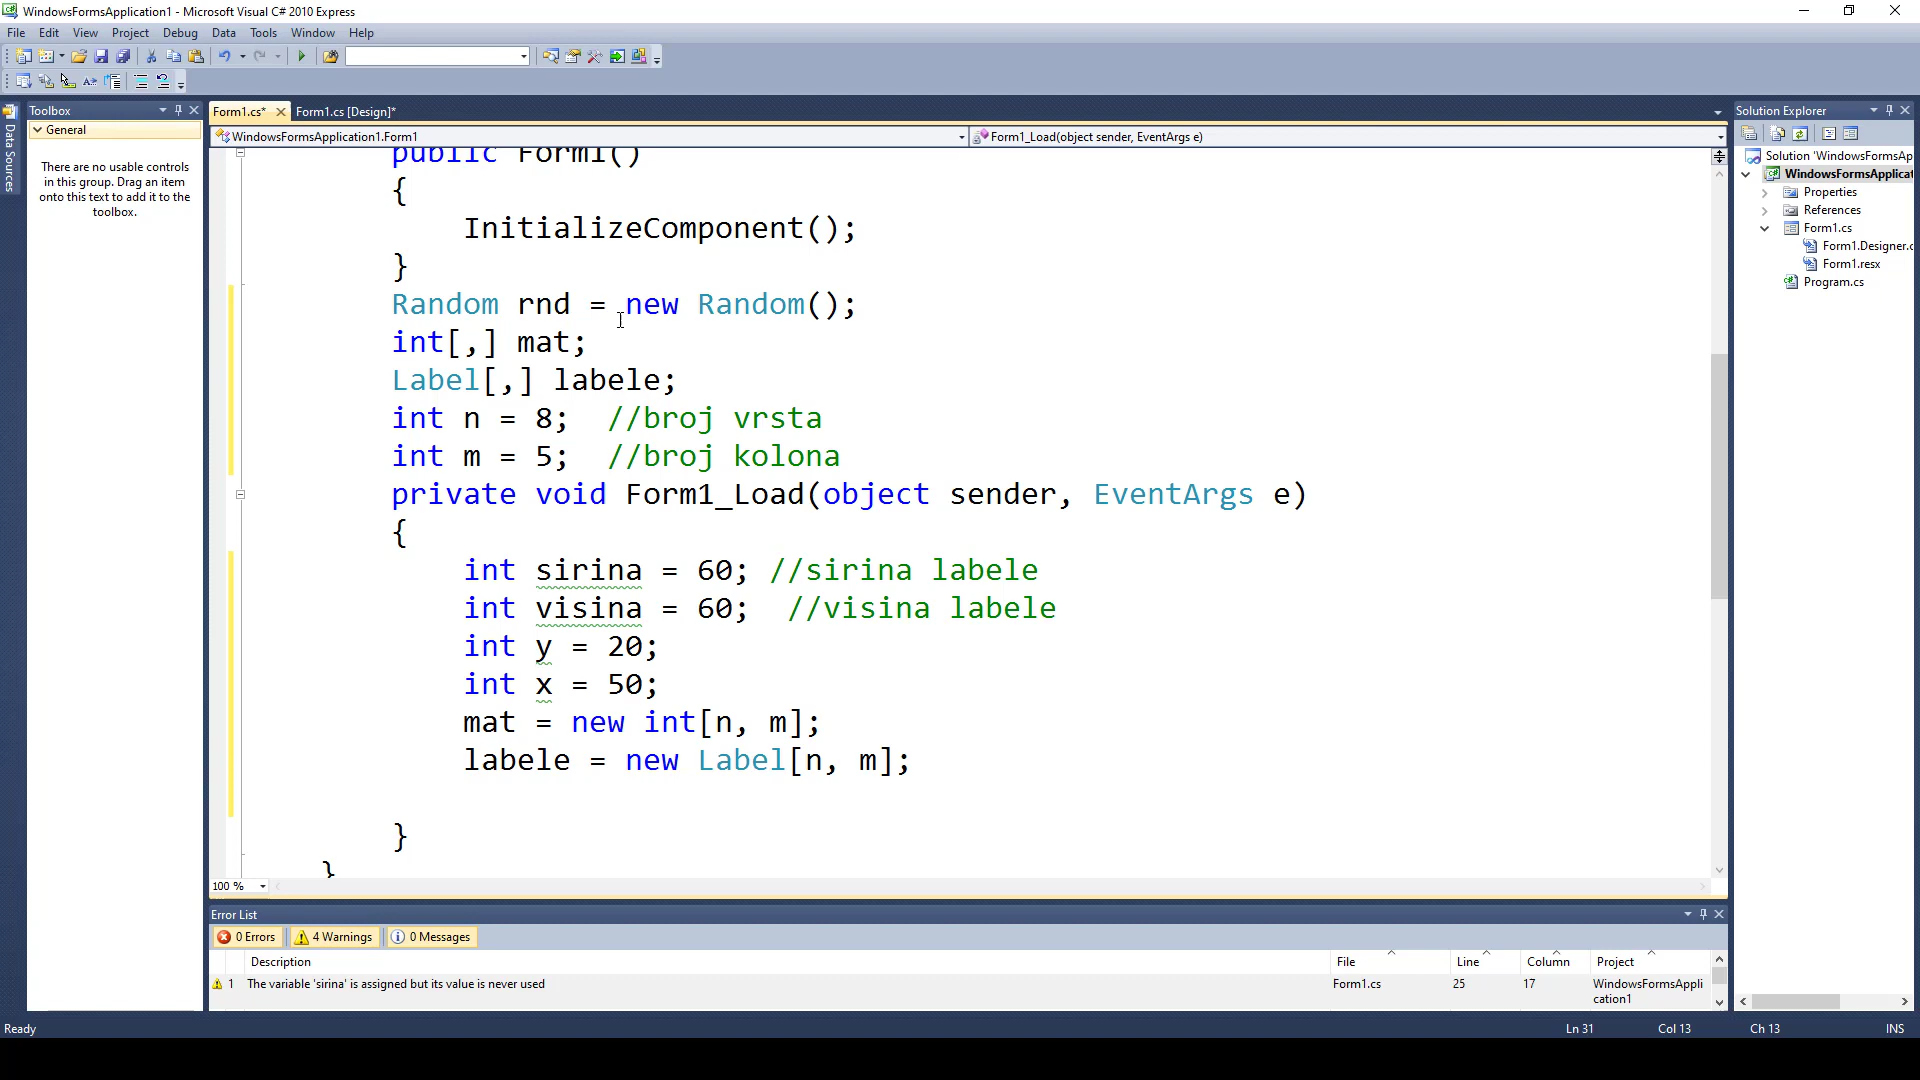 WindowsFormsApplication1 - Microsoft Visual C# 2010 Express
File Edit View Project Debug Data Tools Window Help
Toolbox
General
There are no usable controls
in this group. Drag an item
onto this text to add it to the
toolbox.
Data Sources
Form1.cs* Form1.cs [Design]*
WindowsFormsApplication1.Form1 Form1_Load(object sender, EventArgs e)
public Form1()
{
InitializeComponent();
}
Random rnd = new Random();
int[,] mat;
Label[,] labele;
int n = 8; //broj vrsta
int m = 5; //broj kolona
private void Form1_Load(object sender, EventArgs e)
{
int sirina = 60; //sirina labele
int visina = 60; //visina labele
int y = 20;
int x = 50;
mat = new int[n, m];
labele = new Label[n, m];
}
}
100 %
Solution Explorer
Solution 'WindowsFormsAp
WindowsFormsApplicat
Properties
References
Form1.cs
Form1.Designer.c
Form1.resx
Program.cs
Error List
0 Errors 4 Warnings 0 Messages
Description File Line Column Project
1 The variable 'sirina' is assigned but its value is never used Form1.cs 25 17 WindowsFormsAppli
cation1
Ready Ln 31 Col 13 Ch 13 INS